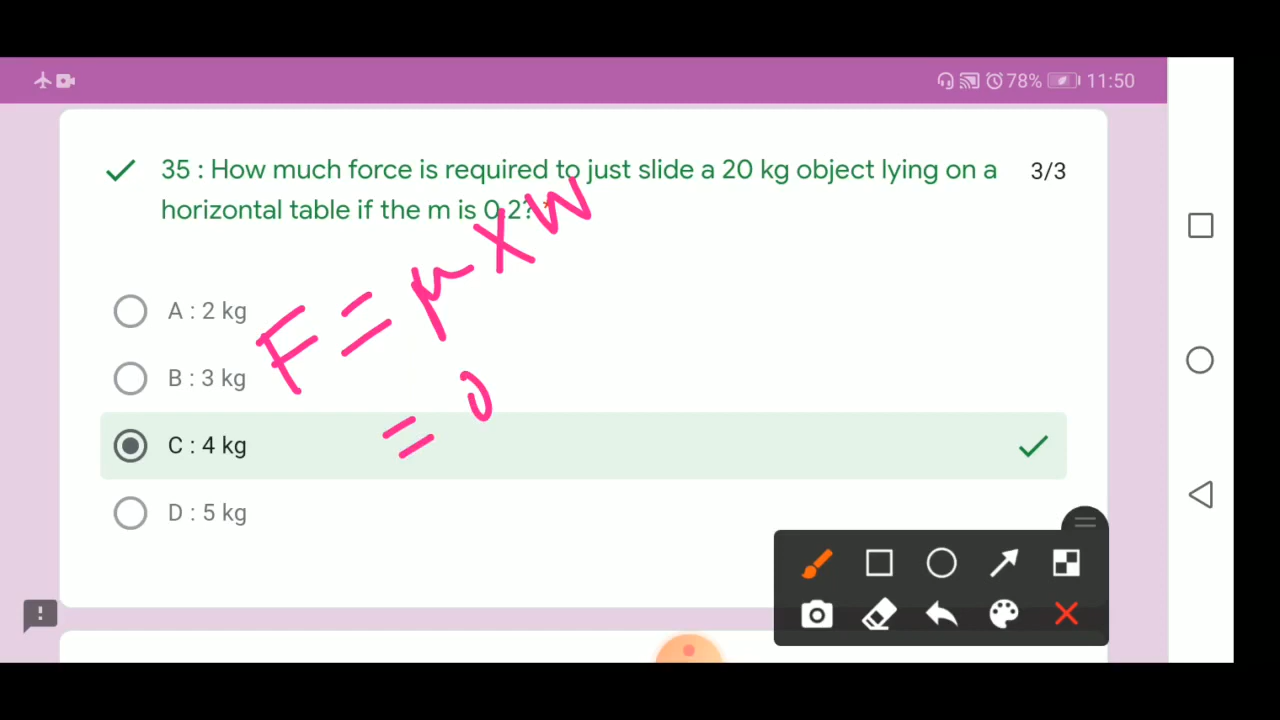 78% 11:50
35 : How much force is required to just slide a 20 kg object lying on a 3/3
horizontal table if the m is 0.2? *
A : 2 kg
F = μ x W
B : 3 kg
= 0
C : 4 kg
D : 5 kg